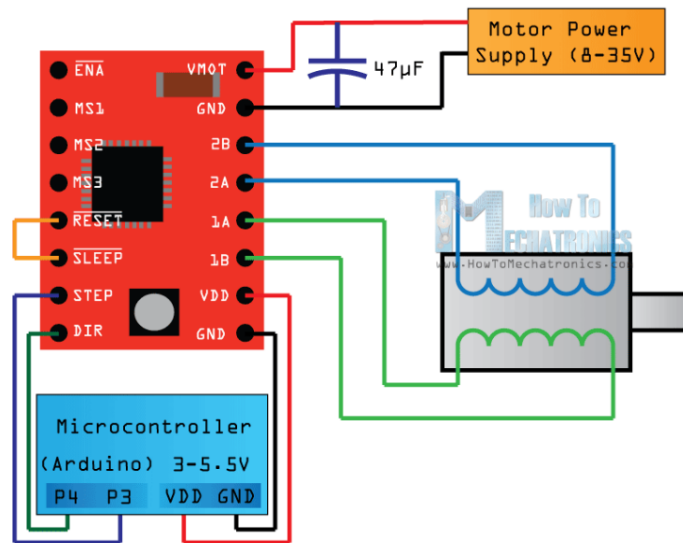 Motor Power
Supply (8-35V)
47µF
ENA
MS1
MS2
MS3
RESET
SLEEP
STEP
DIR
VMOT
GND
2B
2A
1A
1B
VDD
GND
How To
MECHATRONICS
www.HowToMechatronics.com
Microcontroller
(Arduino) 3-5.5V
P4 P3 VDD GND